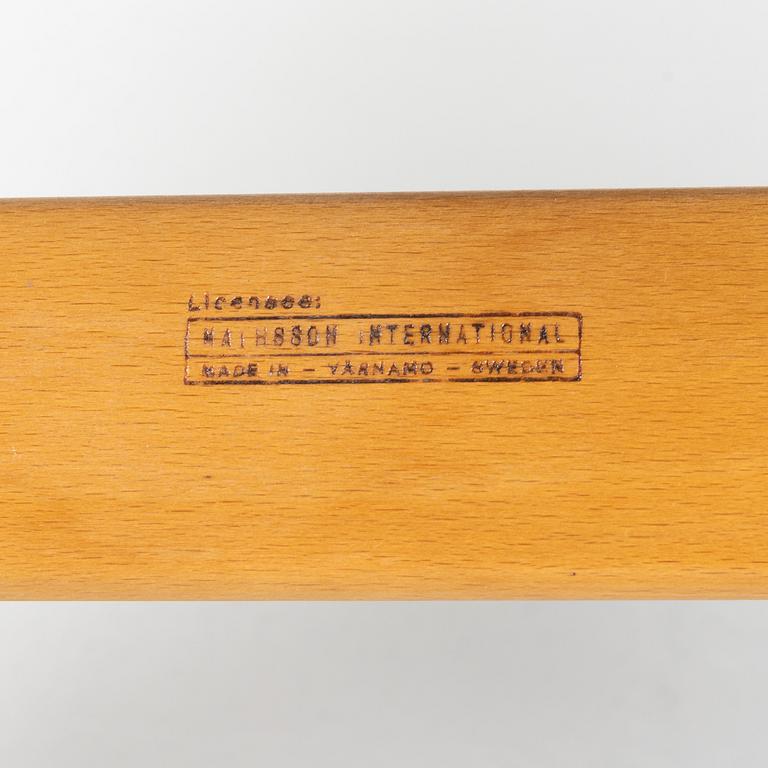 Licensee:
MATHSSON INTERNATIONAL
MADE IN – VÄRNAMO – SWEDEN